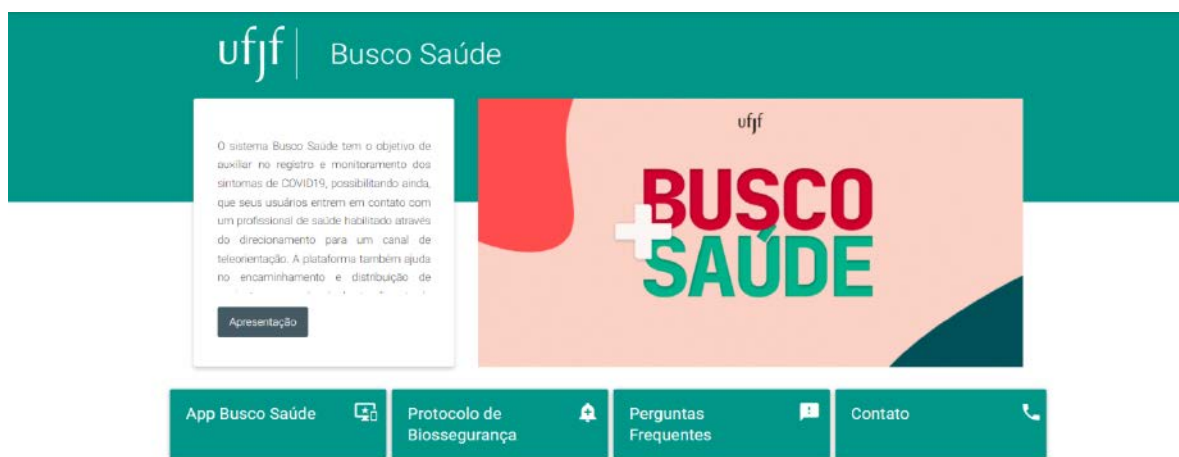 ufjf
Busco Saúde
O sistema Busco Saúde tem o objetivo de
auxiliar no registro e monitoramento dos
sintomas de COVID19, possibilitando ainda,
que seus usuários entrem em contato com
um profissional de saúde habilitado através
do direcionamento para um canal de
teleorientação. A plataforma também ajuda
no encaminhamento e distribuição de
Apresentação
ufjf
BUSCO
SAÚDE
App Busco Saúde
Protocolo de
Biossegurança
Perguntas
Frequentes
Contato